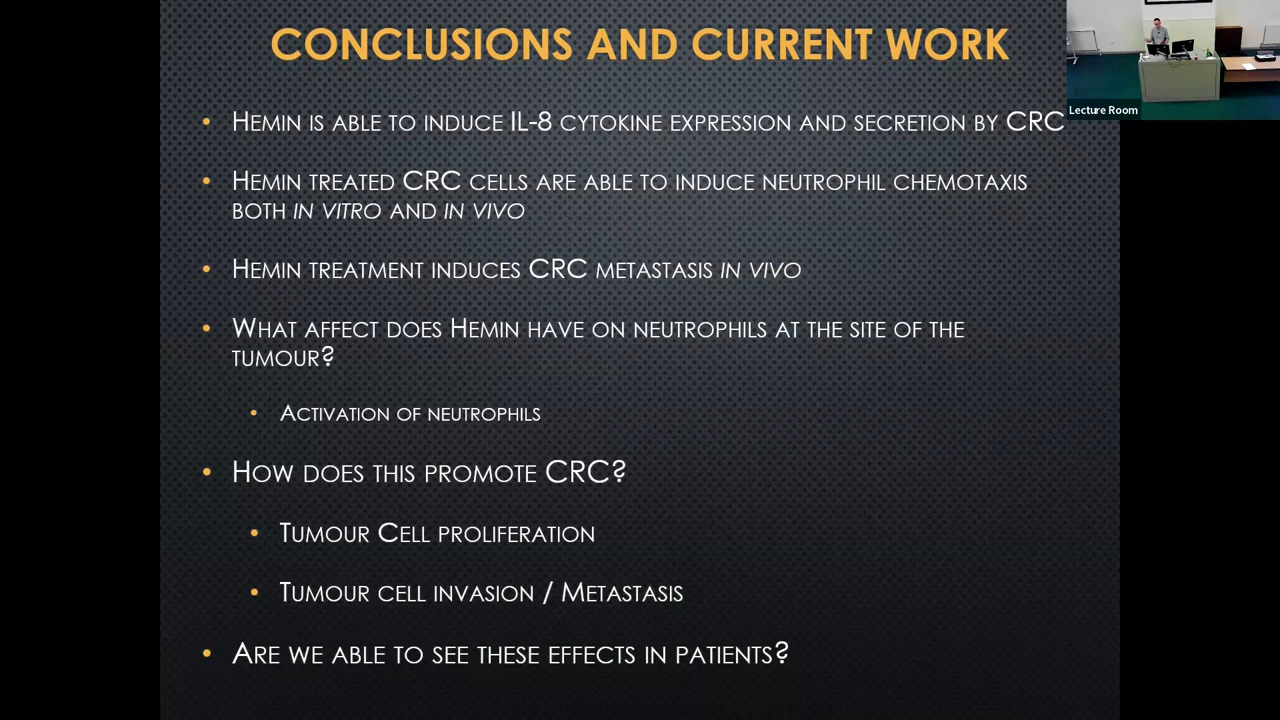 CONCLUSIONS AND CURRENT WORK
Lecture Room
• HEMIN IS ABLE TO INDUCE IL-8 CYTOKINE EXPRESSION AND SECRETION BY CRC
• HEMIN TREATED CRC CELLS ARE ABLE TO INDUCE NEUTROPHIL CHEMOTAXIS
BOTH IN VITRO AND IN VIVO
• HEMIN TREATMENT INDUCES CRC METASTASIS IN VIVO
• WHAT AFFECT DOES HEMIN HAVE ON NEUTROPHILS AT THE SITE OF THE
TUMOUR?
• ACTIVATION OF NEUTROPHILS
• HOW DOES THIS PROMOTE CRC?
• TUMOUR CELL PROLIFERATION
• TUMOUR CELL INVASION / METASTASIS
• ARE WE ABLE TO SEE THESE EFFECTS IN PATIENTS?